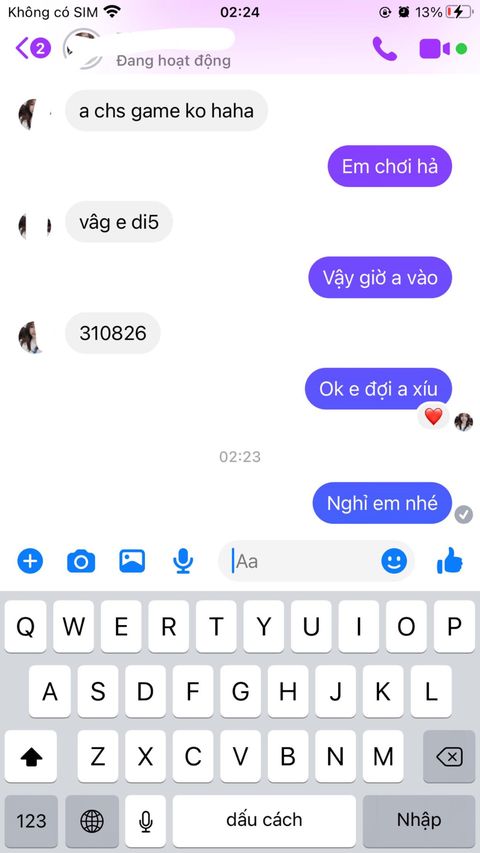 Không có SIM 02:24 13%
2
Đang hoạt động
a chs game ko haha
Em chơi hả
vâg e di5
Vậy giờ a vào
310826
Ok e đợi a xíu
02:23
Nghỉ em nhé
Aa
Q W E R T Y U I O P
A S D F G H J K L
Z X C V B N M
123 dấu cách Nhập